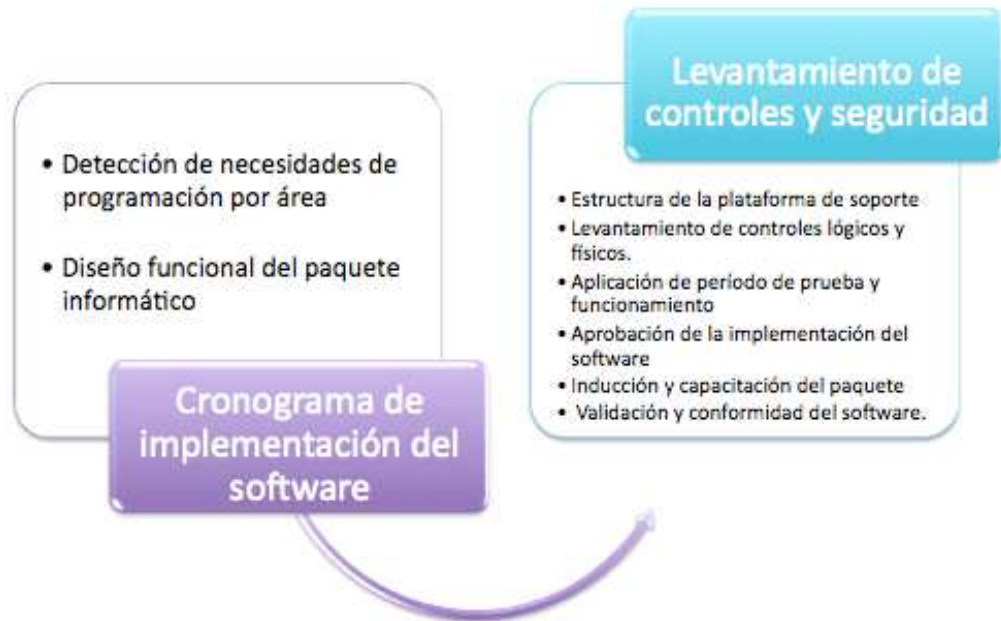 • Detección de necesidades de
programación por área
• Diseño funcional del paquete
informático
Cronograma de
implementación del
software
Levantamiento de
controles y seguridad
• Estructura de la plataforma de soporte
• Levantamiento de controles lógicos y
físicos.
• Aplicación de período de prueba y
funcionamiento
• Aprobación de la implementación del
software
• Inducción y capacitación del paquete
• Validación y conformidad del software.